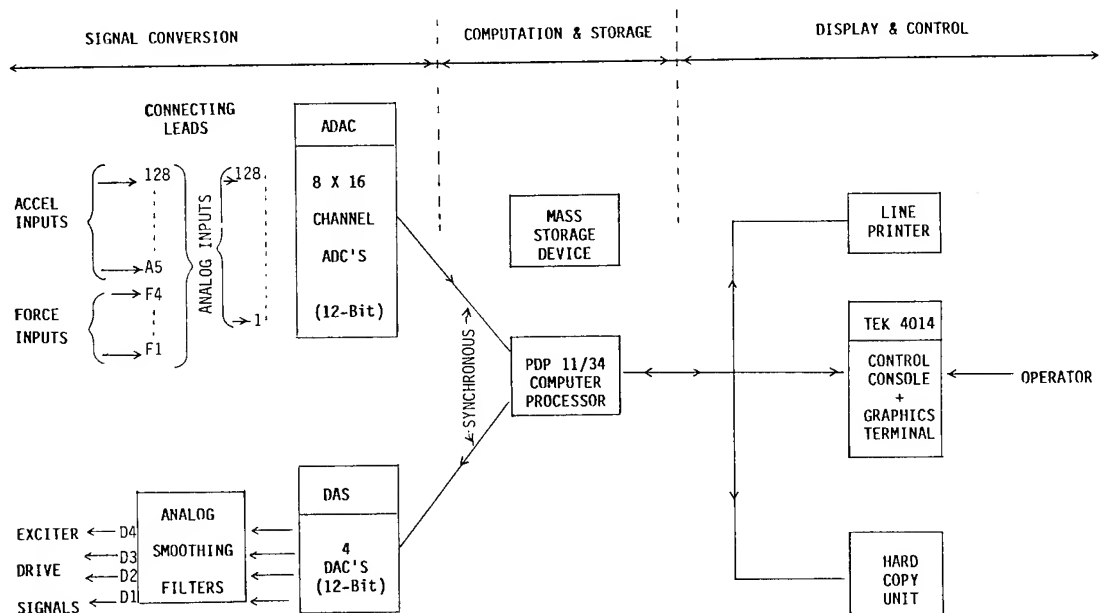 SIGNAL CONVERSION
COMPUTATION & STORAGE
DISPLAY & CONTROL
CONNECTING
LEADS
ACCEL
INPUTS
128
A5
FORCE
INPUTS
F4
F1
ANALOG INPUTS
128
1
ADAC
8 X 16
CHANNEL
ADC'S
(12-Bit)
MASS
STORAGE
DEVICE
SYNCHRONOUS
PDP 11/34
COMPUTER
PROCESSOR
LINE
PRINTER
TEK 4014
CONTROL
CONSOLE
+
GRAPHICS
TERMINAL
OPERATOR
HARD
COPY
UNIT
DAS
4
DAC'S
(12-Bit)
ANALOG
SMOOTHING
FILTERS
EXCITER
DRIVE
SIGNALS
D4
D3
D2
D1